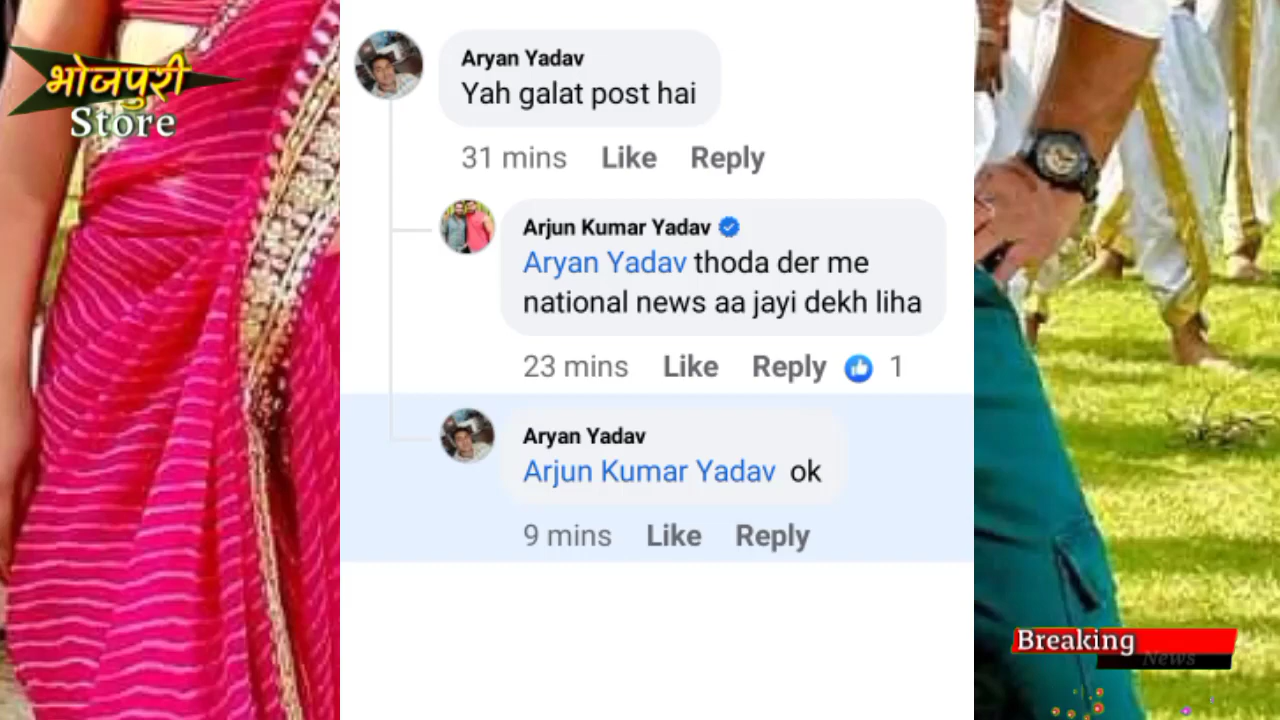 भोजपुरी
Store
Aryan Yadav
Yah galat post hai
31 mins Like Reply
Arjun Kumar Yadav
Aryan Yadav thoda der me
national news aa jayi dekh liha
23 mins Like Reply 1
Aryan Yadav
Arjun Kumar Yadav ok
9 mins Like Reply
Breaking
News